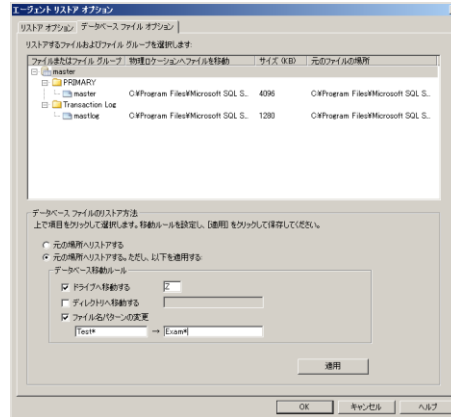 エージェント リストア オプション
リストア オプション データベース ファイル オプション
リストアするファイルおよびファイル グループを選択します:
ファイルまたはファイル グループ 物理ロケーションへファイルを移動 サイズ (KB) 元のファイルの場所
master
PRIMARY
master C:¥Program Files¥Microsoft SQL S... 4096 C:¥Program Files¥Microsoft SQL S...
Transaction Log
mastlog C:¥Program Files¥Microsoft SQL S... 1280 C:¥Program Files¥Microsoft SQL S...
データベース ファイルのリストア方法
上で項目をクリックして選択します。移動ルールを設定し、[適用] をクリックして保存してください。
元の場所へリストアする
元の場所へリストアする。ただし、以下を適用する
データベース移動ルール
ドライブへ移動する Z
ディレクトリへ移動する
ファイル名パターンの変更
Test* → Exam*
適用
OK キャンセル ヘルプ